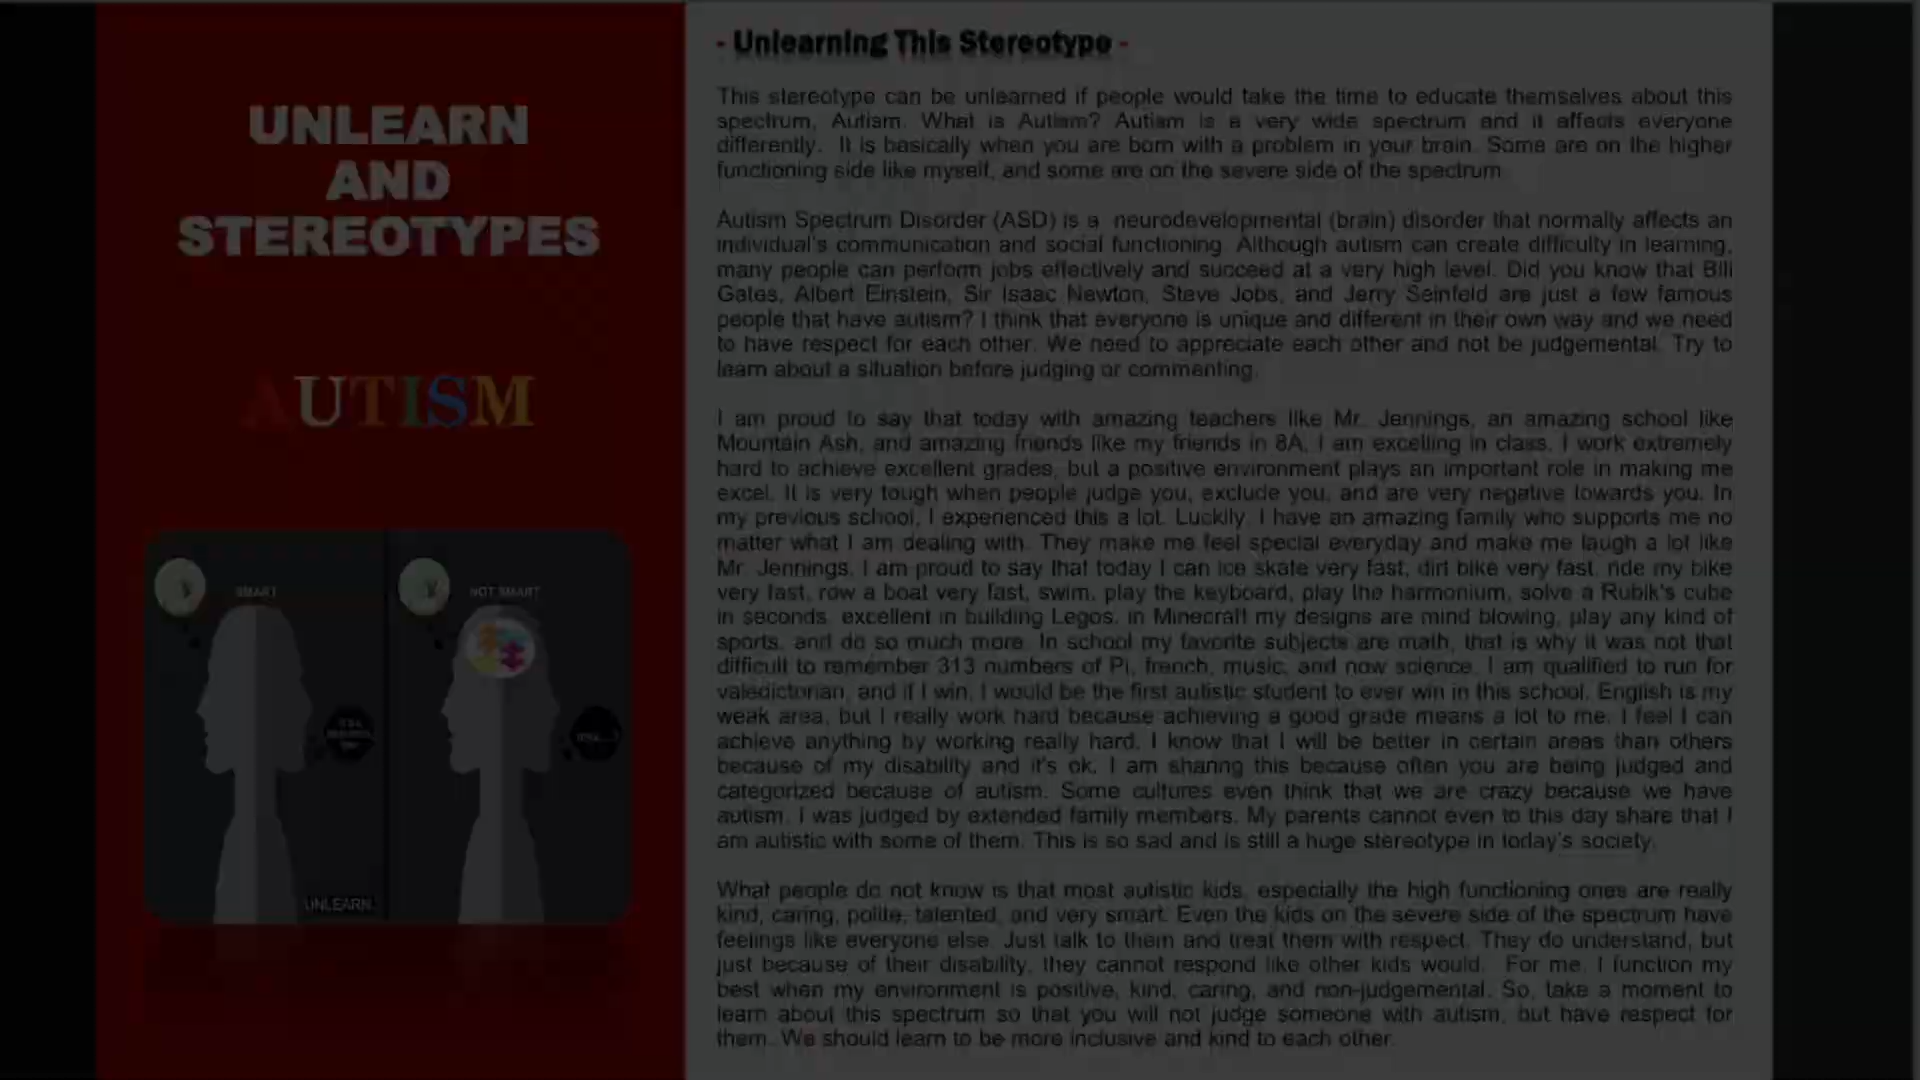 UNLEARN
AND
STEREOTYPES
AUTISM
SMART
NOT SMART
UNLEARN
- Unlearning This Stereotype -
This stereotype can be unlearned if people would take the time to educate themselves about this
spectrum, Autism. What is Autism? Autism is a very wide spectrum and it affects everyone
differently. It is basically when you are born with a problem in your brain. Some are on the higher
functioning side like myself, and some are on the severe side of the spectrum.
Autism Spectrum Disorder (ASD) is a neurodevelopmental (brain) disorder that normally affects an
individual's communication and social functioning. Although autism can create difficulty in learning,
many people can perform jobs effectively and succeed at a very high level. Did you know that Bill
Gates, Albert Einstein, Sir Isaac Newton, Steve Jobs, and Jerry Seinfeld are just a few famous
people that have autism? I think that everyone is unique and different in their own way and we need
to have respect for each other. We need to appreciate each other and not be judgemental. Try to
learn about a situation before judging or commenting.
I am proud to say that today with amazing teachers like Mr. Jennings, an amazing school like
Mountain Ash, and amazing friends like my friends in 8A, I am excelling in class. I work extremely
hard to achieve excellent grades, but a positive environment plays an important role in making me
excel. It is very tough when people judge you, exclude you, and are very negative towards you. In
my previous school, I experienced this a lot. Luckily, I have an amazing family who supports me no
matter what I am dealing with. They make me feel special everyday and make me laugh a lot like
Mr. Jennings. I am proud to say that today I can ice skate very fast, dirt bike very fast, ride my bike
very fast, row a boat very fast, swim, play the keyboard, play the harmonium, solve a Rubik's cube
in seconds, excellent in building Legos, in Minecraft my designs are mind blowing, play any kind of
sports, and do so much more. In school my favorite subjects are math, that is why it was not that
difficult to remember 313 numbers of Pi, french, music, and now science. I am qualified to run for
valedictorian, and if I win, I would be the first autistic student to ever win in this school. English is my
weak area, but I really work hard because achieving a good grade means a lot to me. I feel I can
achieve anything by working really hard. I know that I will be better in certain areas than others
because of my disability and it's ok. I am sharing this because often you are being judged and
categorized because of autism. Some cultures even think that we are crazy because we have
autism. I was judged by extended family members. My parents cannot even to this day share that I
am autistic with some of them. This is so sad and is still a huge stereotype in today's society.
What people do not know is that most autistic kids, especially the high functioning ones are really
kind, caring, polite, talented, and very smart. Even the kids on the severe side of the spectrum have
feelings like everyone else. Just talk to them and treat them with respect. They do understand, but
just because of their disability, they cannot respond like other kids would. For me, I function my
best when my environment is positive, kind, caring, and non-judgemental. So, take a moment to
learn about this spectrum so that you will not judge someone with autism, but have respect for
them. We should learn to be more inclusive and kind to each other.